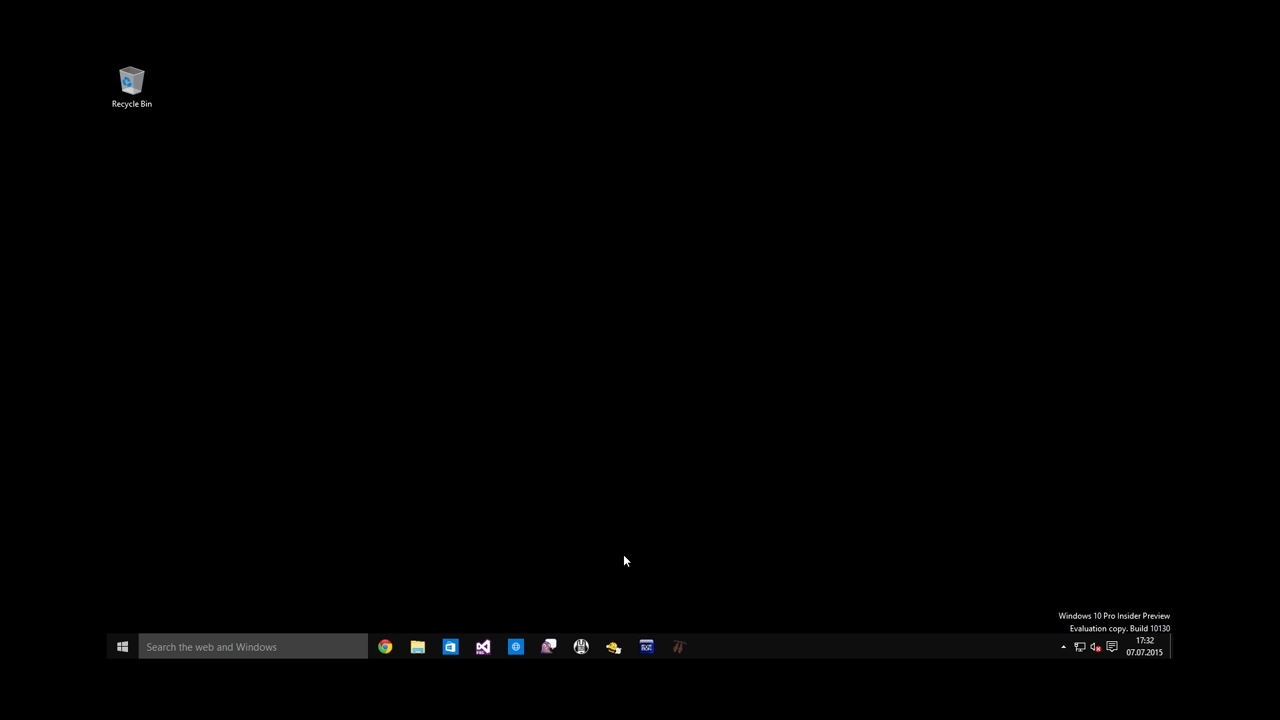 Recycle Bin
Windows 10 Pro Insider Preview
Evaluation copy. Build 10130
Search the web and Windows
17:32
07.07.2015